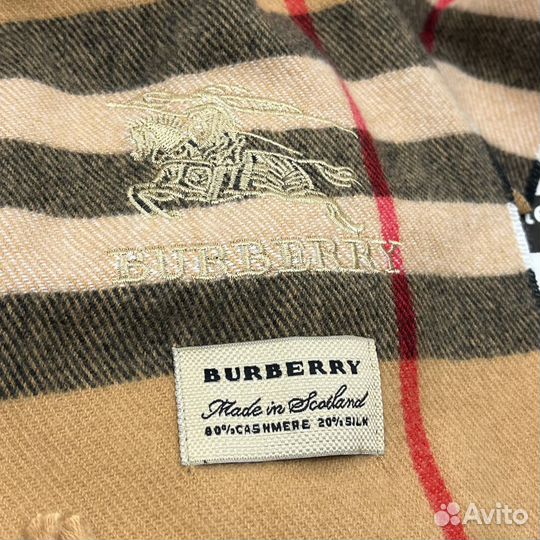 BURBERRY
BURBERRY
Made in Scotland
80%CASHMERE 20%SILK
Avito